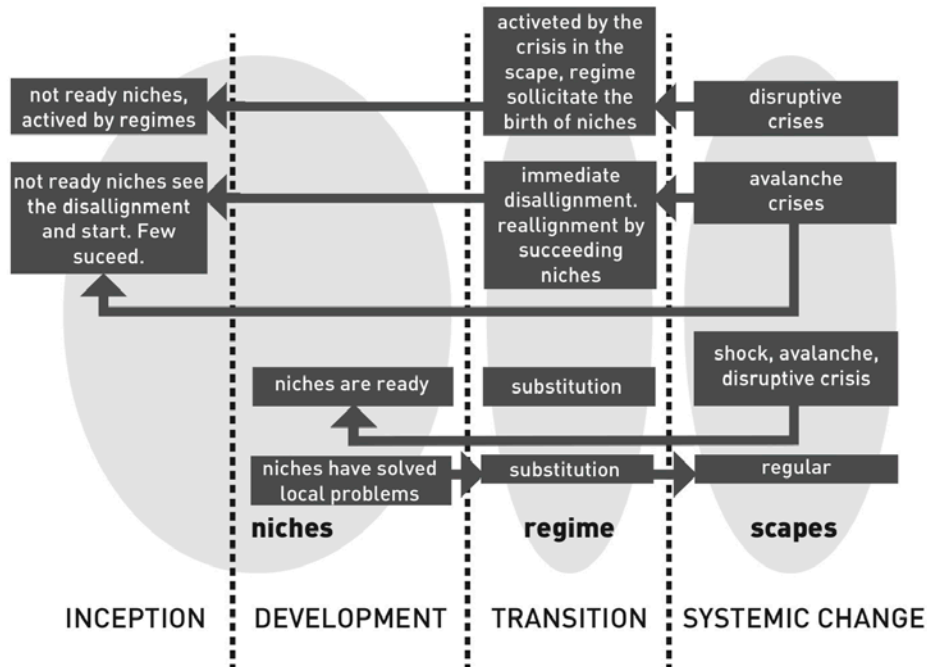 activeted by the
crisis in the
scape, regime
sollicitate the
birth of niches
not ready niches,
actived by regimes
disruptive
crises
not ready niches see
the disallignment
and start. Few
suceed.
immediate
disallignment.
reallignment by
succeeding
niches
avalanche
crises
niches are ready
substitution
shock, avalanche,
disruptive crisis
niches have solved
local problems
substitution
regular
niches
regime
scapes
INCEPTION
DEVELOPMENT
TRANSITION
SYSTEMIC CHANGE